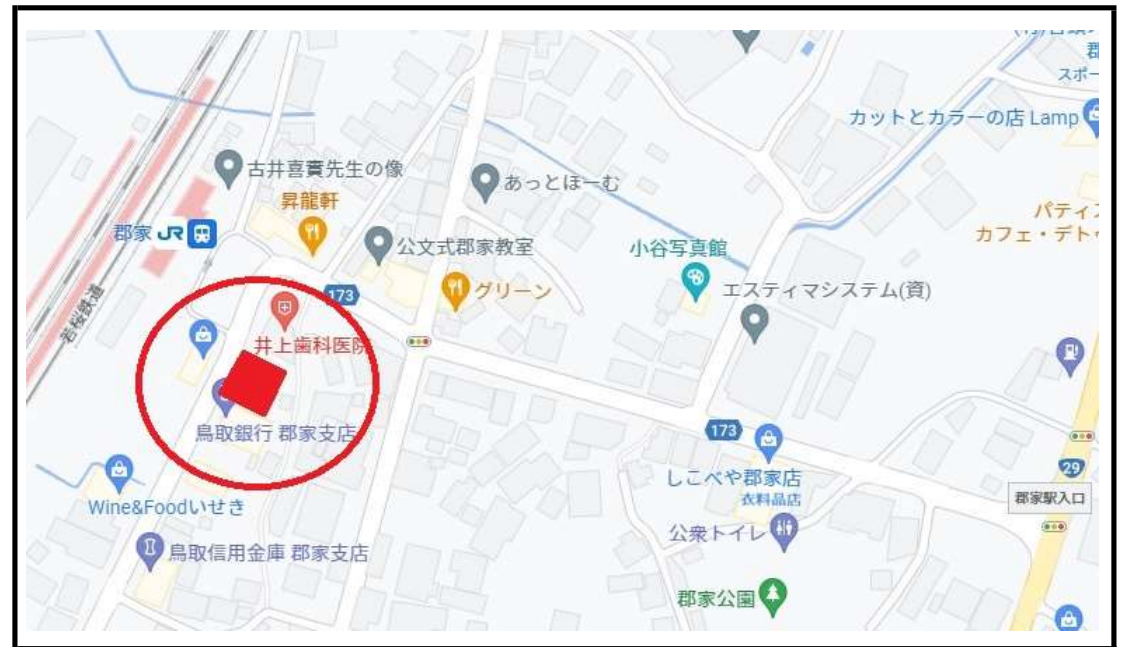 郡
スポー
カットとカラーの店 Lamp
古井喜實先生の像
あっとほーむ
昇龍軒
パティ
カフェ・デト
郡家 JR
公文式郡家教室
小谷写真館
グリーン
エスティマシステム(資)
173
若桜鉄道
井上歯科医院
鳥取銀行 郡家支店
173
しこべや郡家店
衣料品店
29
郡家駅入口
Wine&Foodいせき
公衆トイレ
鳥取信用金庫 郡家支店
郡家公園